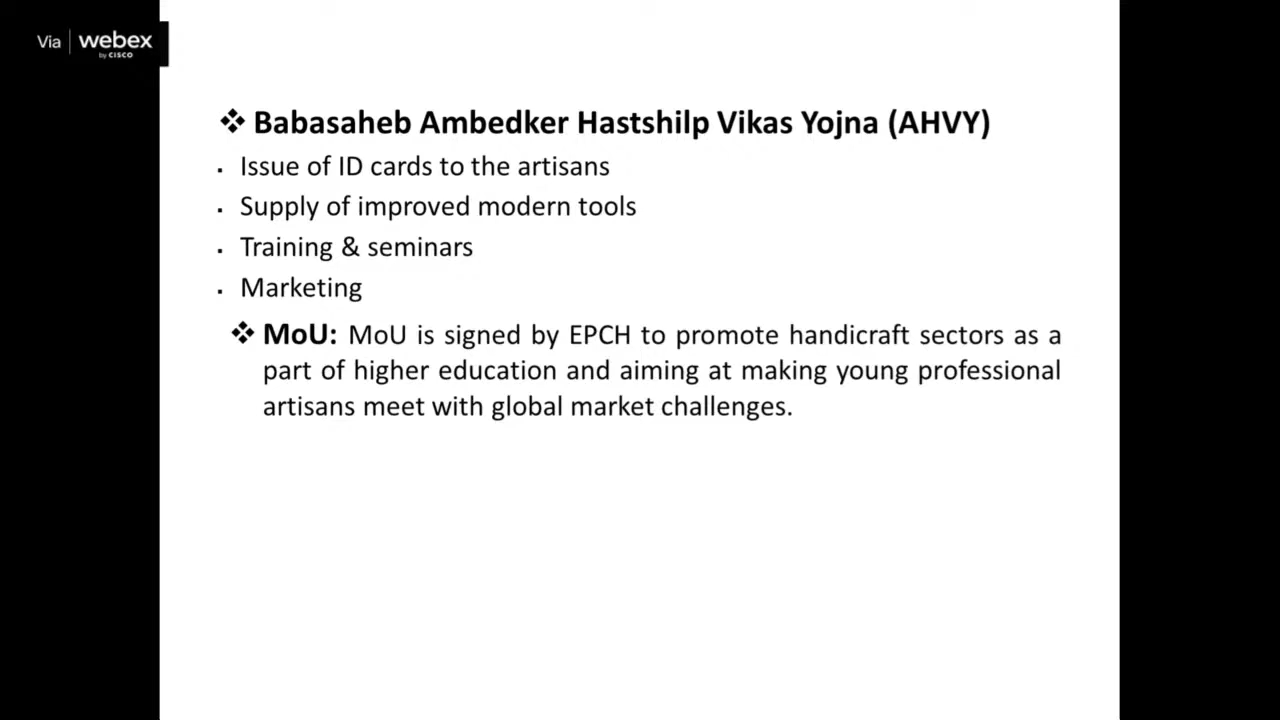 Via | webex
by CISCO
❖ Babasaheb Ambedker Hastshilp Vikas Yojna (AHVY)
▪ Issue of ID cards to the artisans
▪ Supply of improved modern tools
▪ Training & seminars
▪ Marketing
❖ MoU: MoU is signed by EPCH to promote handicraft sectors as a
part of higher education and aiming at making young professional
artisans meet with global market challenges.